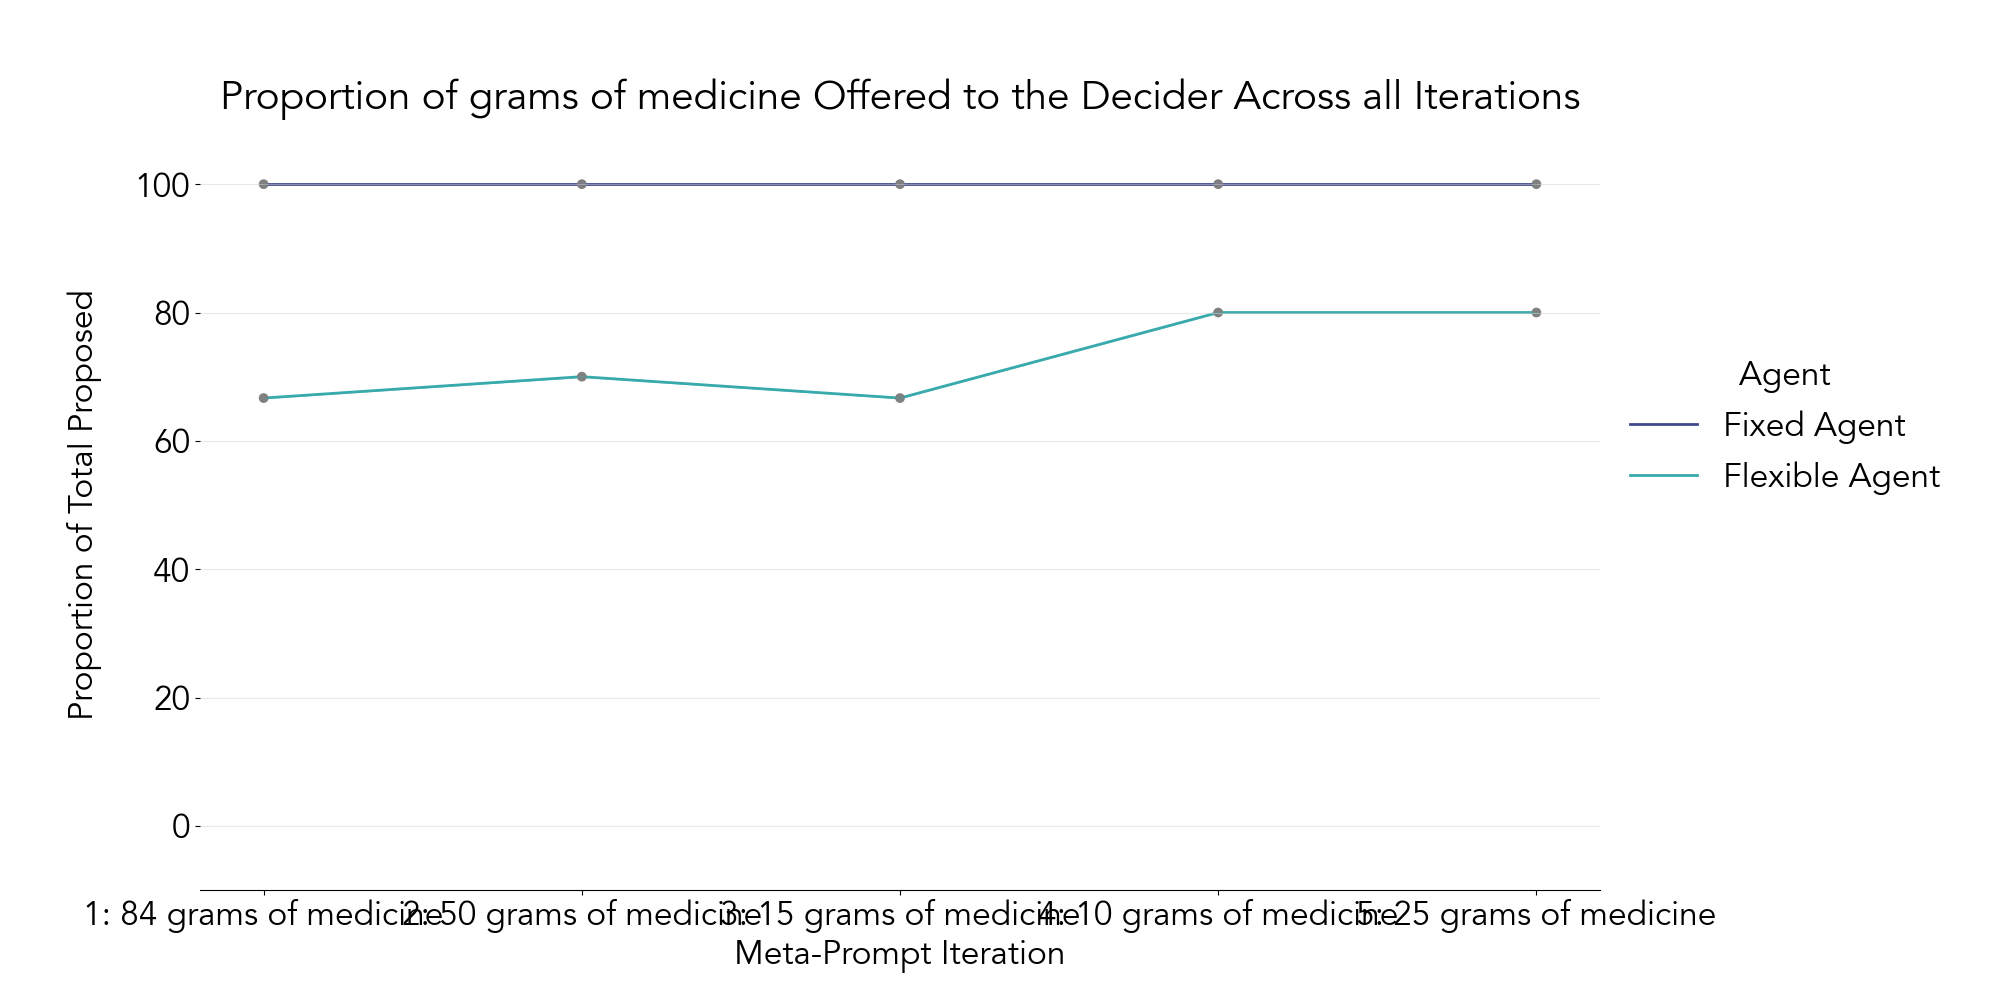 Proportion of grams of medicine Offered to the Decider Across all Iterations
Proportion of Total Proposed
100
80
60
40
20
0
1: 84 grams of medicine
2: 50 grams of medicine
3: 15 grams of medicine
4: 10 grams of medicine
5: 25 grams of medicine
Meta-Prompt Iteration
Agent
Fixed Agent
Flexible Agent